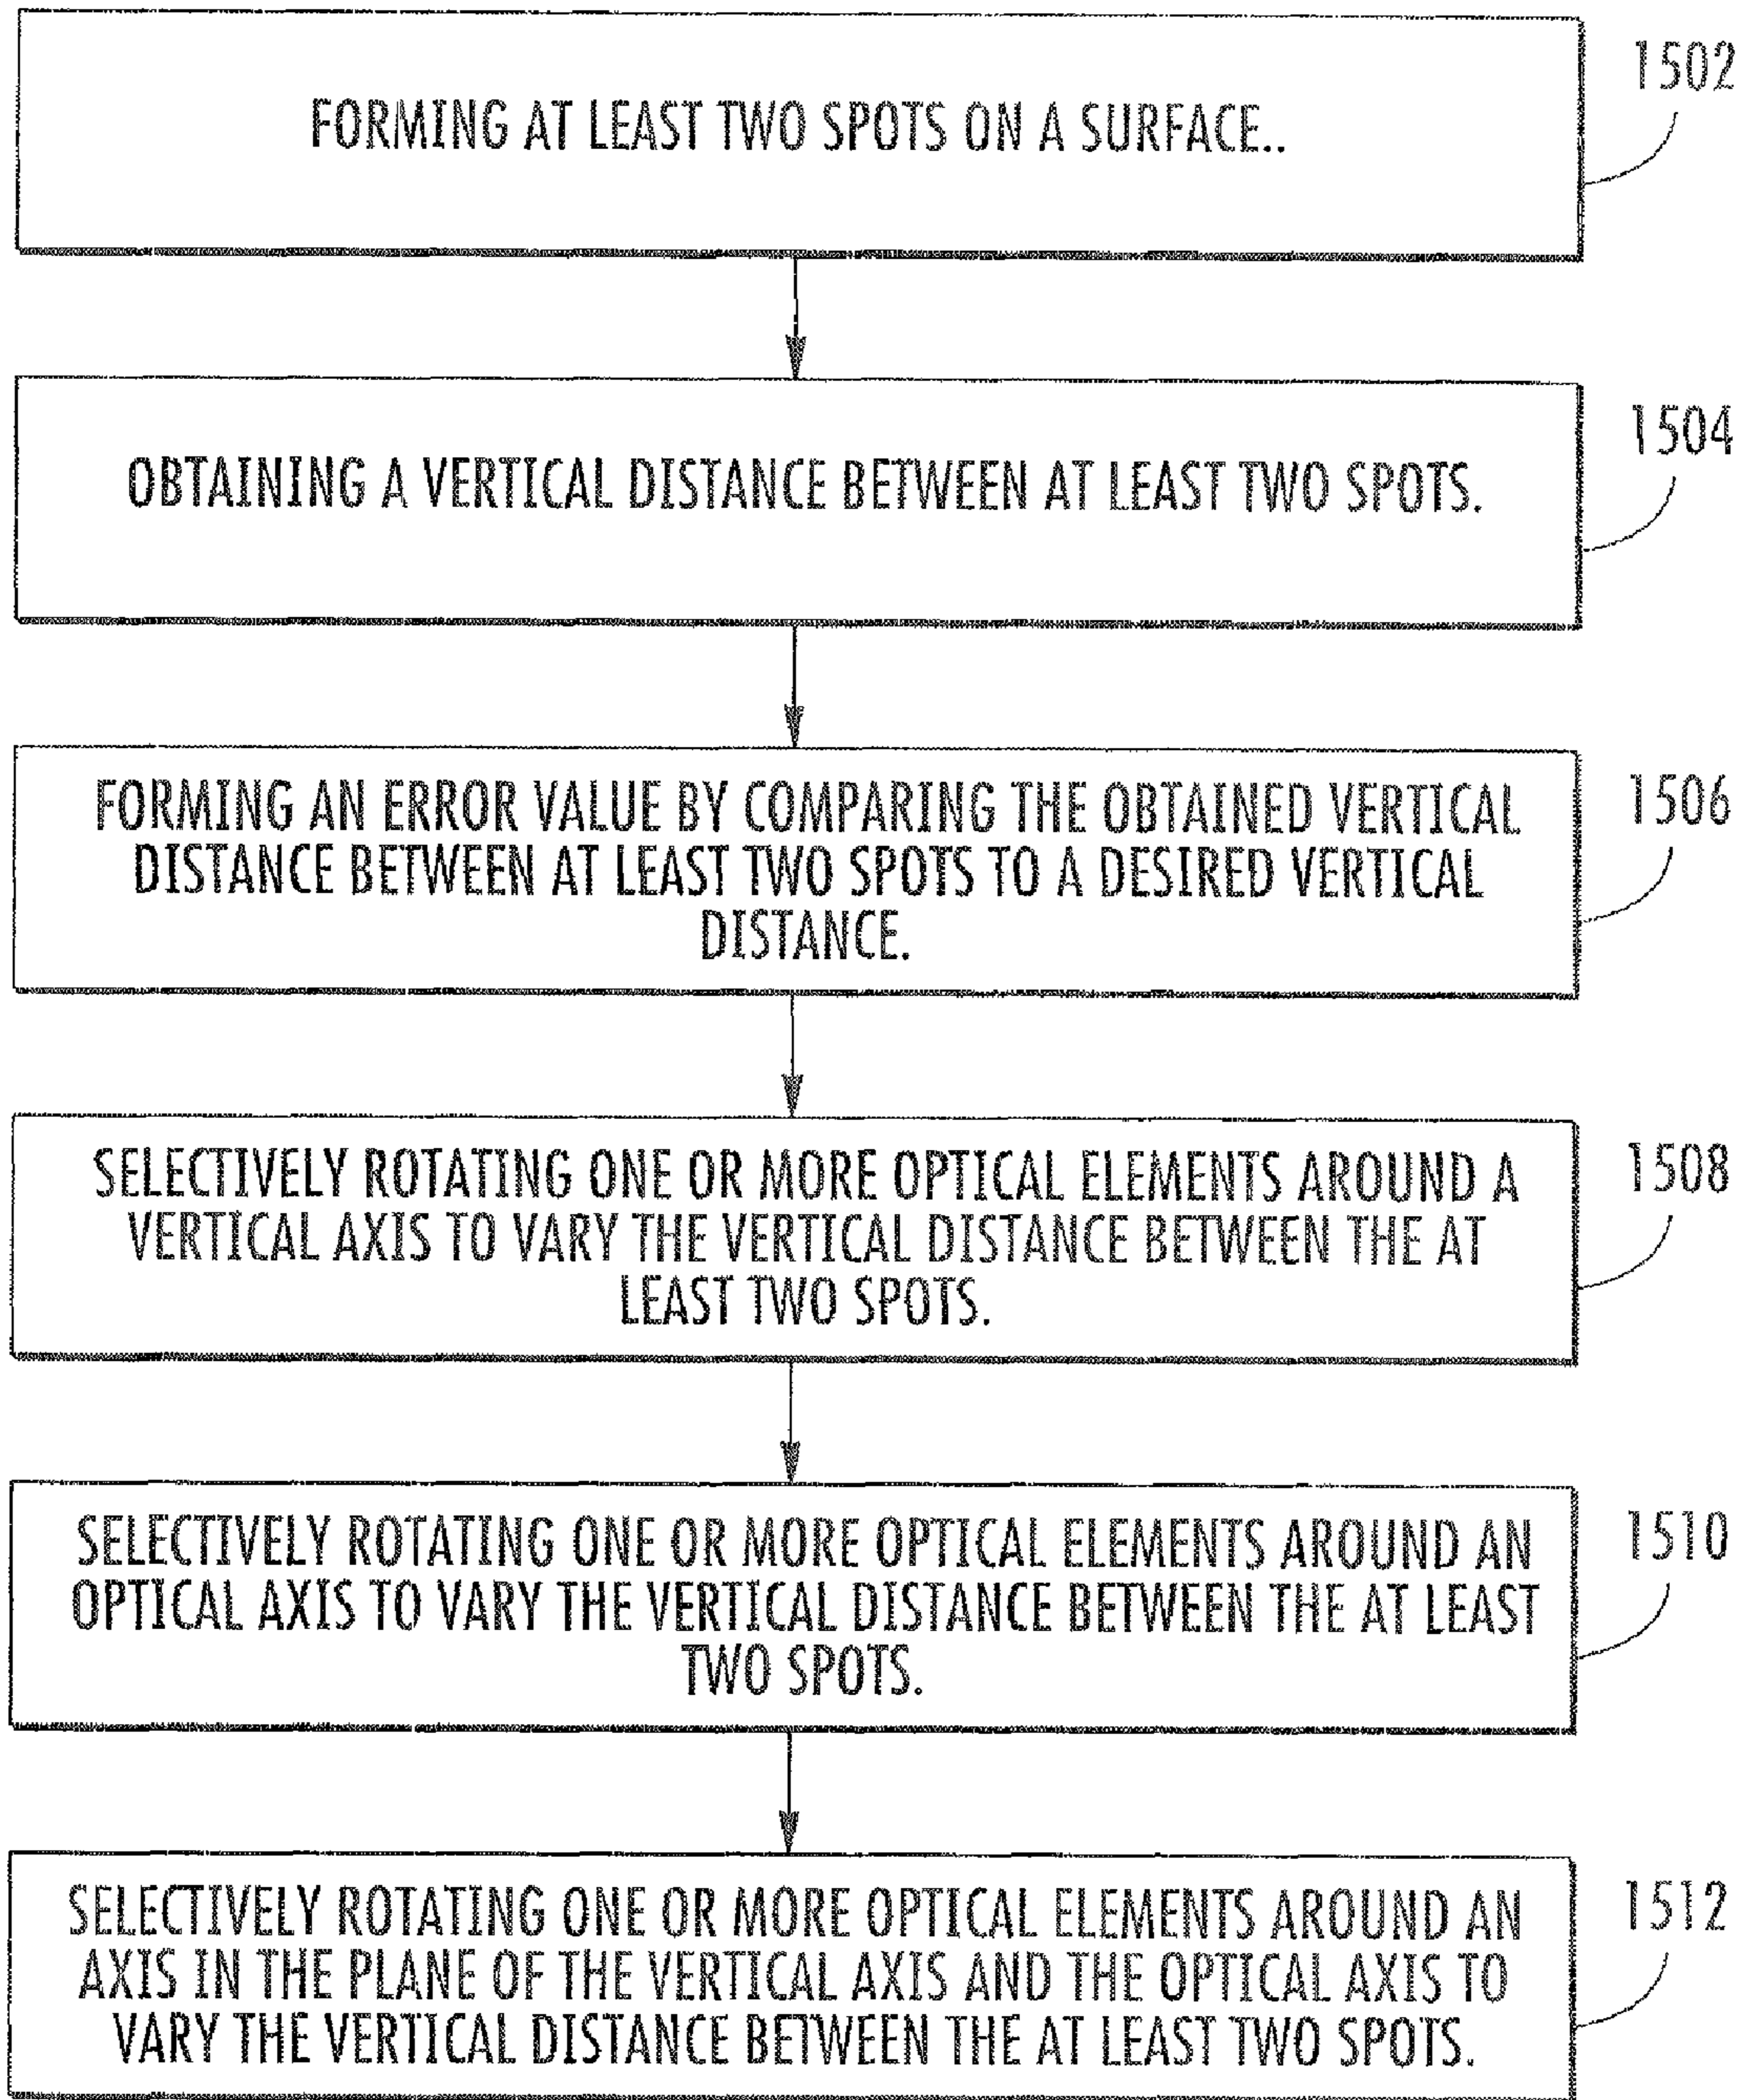 1502
FORMING AT LEAST TWO SPOTS ON A SURFACE..
1504
OBTAINING A VERTICAL DISTANCE BETWEEN AT LEAST TWO SPOTS.
1506
FORMING AN ERROR VALUE BY COMPARING THE OBTAINED VERTICAL
DISTANCE BETWEEN AT LEAST TWO SPOTS TO A DESIRED VERTICAL
DISTANCE.
1508
SELECTIVELY ROTATING ONE OR MORE OPTICAL ELEMENTS AROUND A
VERTICAL AXIS TO VARY THE VERTICAL DISTANCE BETWEEN THE AT
LEAST TWO SPOTS.
1510
SELECTIVELY ROTATING ONE OR MORE OPTICAL ELEMENTS AROUND AN
OPTICAL AXIS TO VARY THE VERTICAL DISTANCE BETWEEN THE AT LEAST
TWO SPOTS.
1512
SELECTIVELY ROTATING ONE OR MORE OPTICAL ELEMENTS AROUND AN
AXIS IN THE PLANE OF THE VERTICAL AXIS AND THE OPTICAL AXIS TO
VARY THE VERTICAL DISTANCE BETWEEN THE AT LEAST TWO SPOTS.